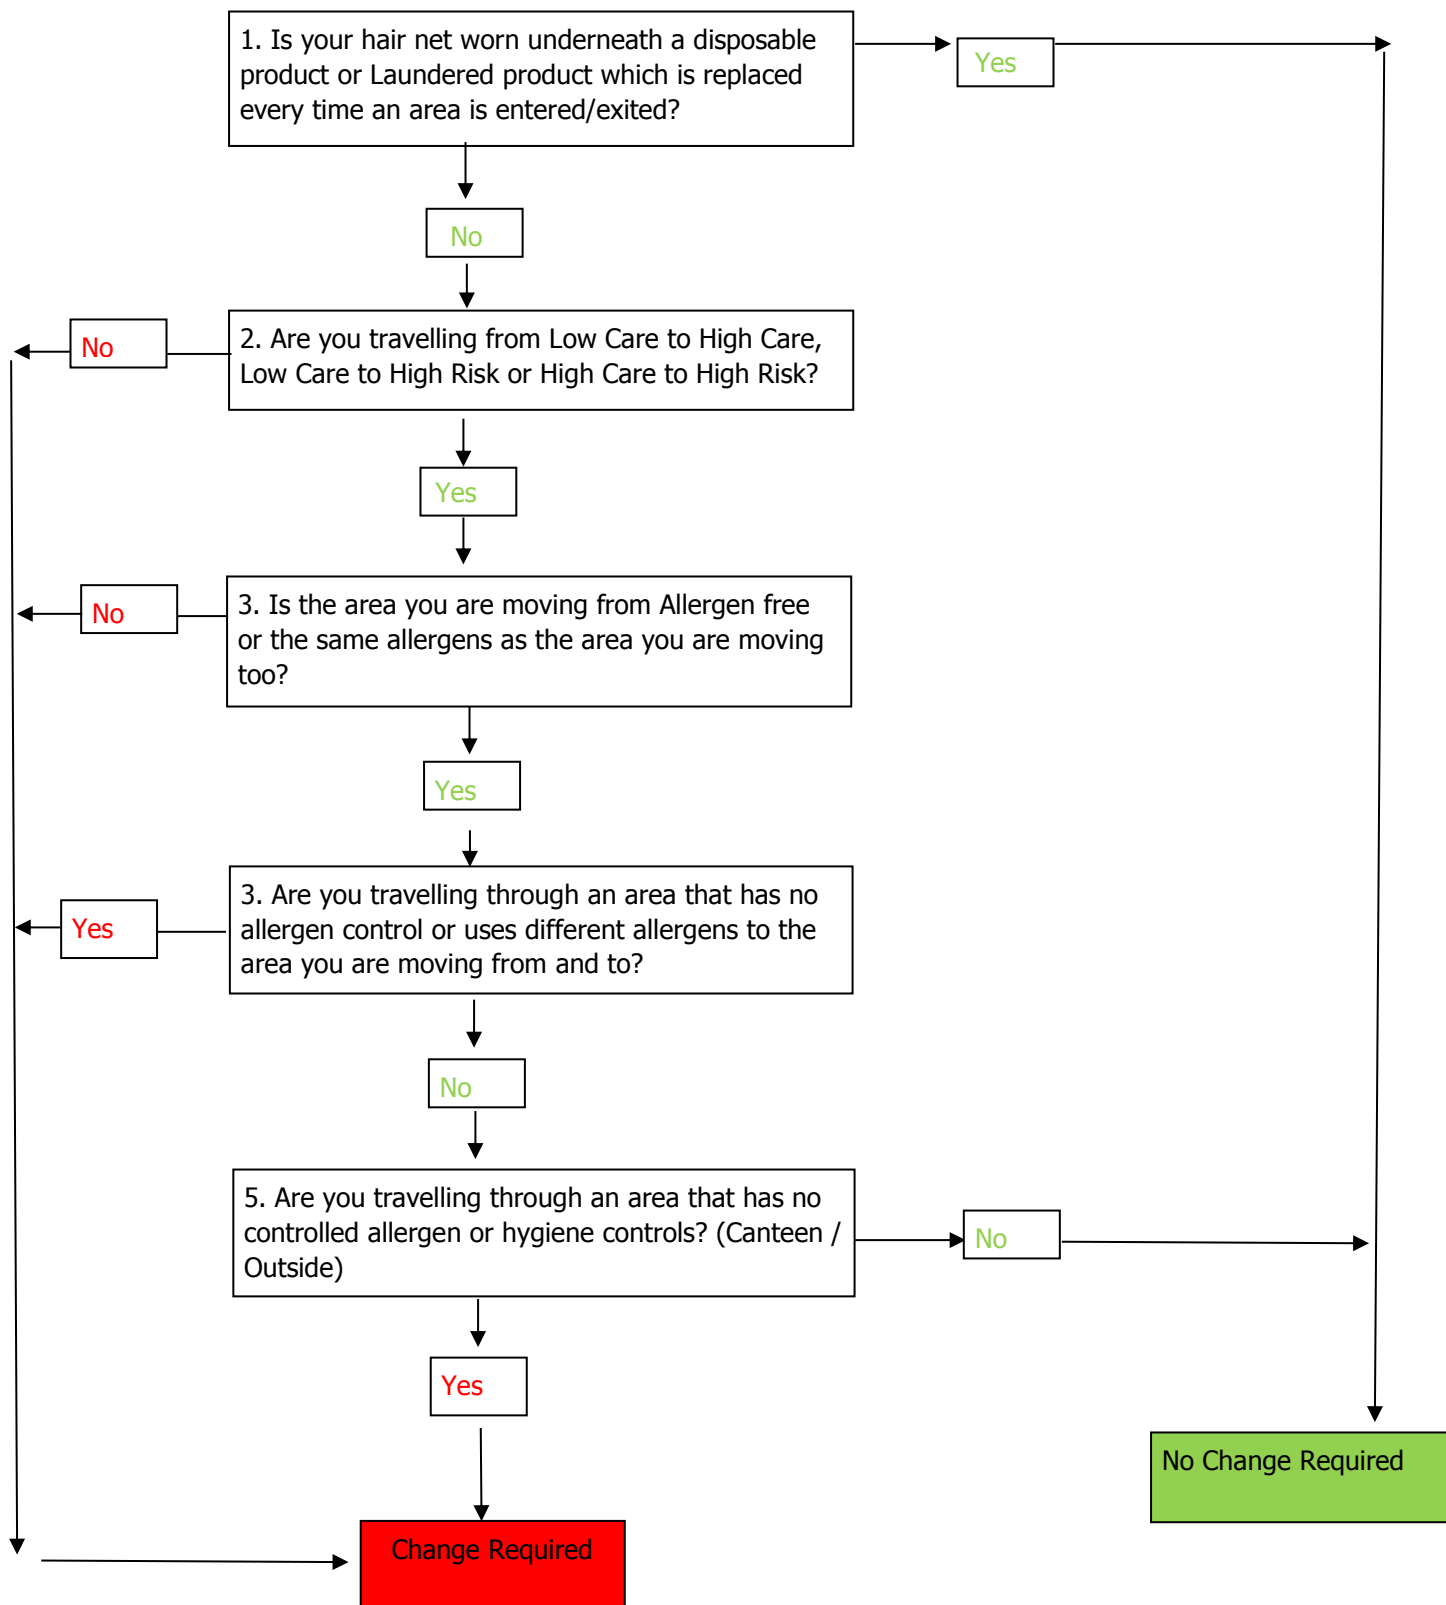 1. Is your hair net worn underneath a disposable
product or Laundered product which is replaced
every time an area is entered/exited?
Yes
No
No
2. Are you travelling from Low Care to High Care,
Low Care to High Risk or High Care to High Risk?
Yes
No
3. Is the area you are moving from Allergen free
or the same allergens as the area you are moving
too?
Yes
Yes
3. Are you travelling through an area that has no
allergen control or uses different allergens to the
area you are moving from and to?
No
5. Are you travelling through an area that has no
controlled allergen or hygiene controls? (Canteen /
Outside)
No
Yes
No Change Required
Change Required